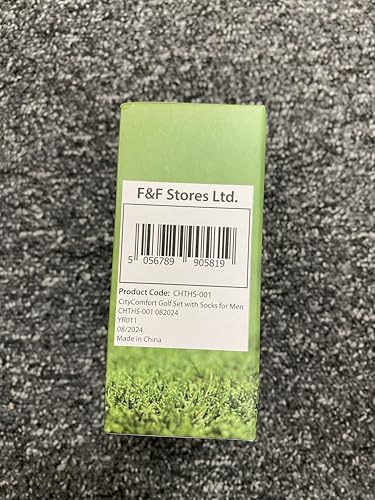 F&F Stores Ltd.
5 056789 905819
Product Code: CHTHS-001
CityComfort Golf Set with Socks for Men
CHTHS-001 082024
YR011
08/2024
Made in China